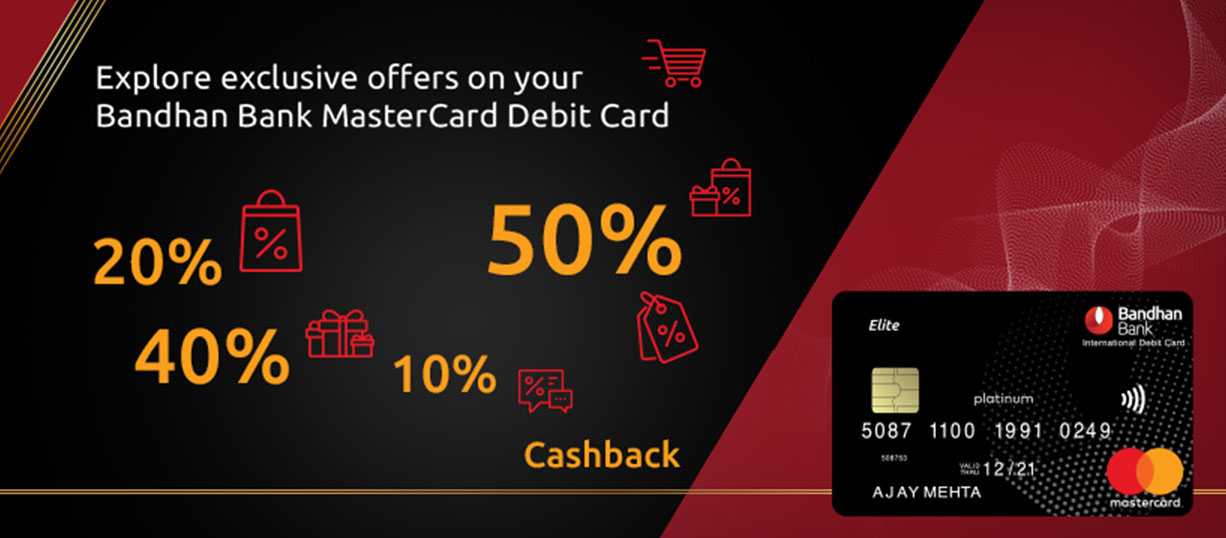 Explore exclusive offers on your
Bandhan Bank MasterCard Debit Card
20%
50%
40%
10%
Cashback
Elite
Bandhan
Bank
International Debit Card
platinum
5087 1100 1991 0249
VALID
THRU 12/21
AJAY MEHTA
mastercard.